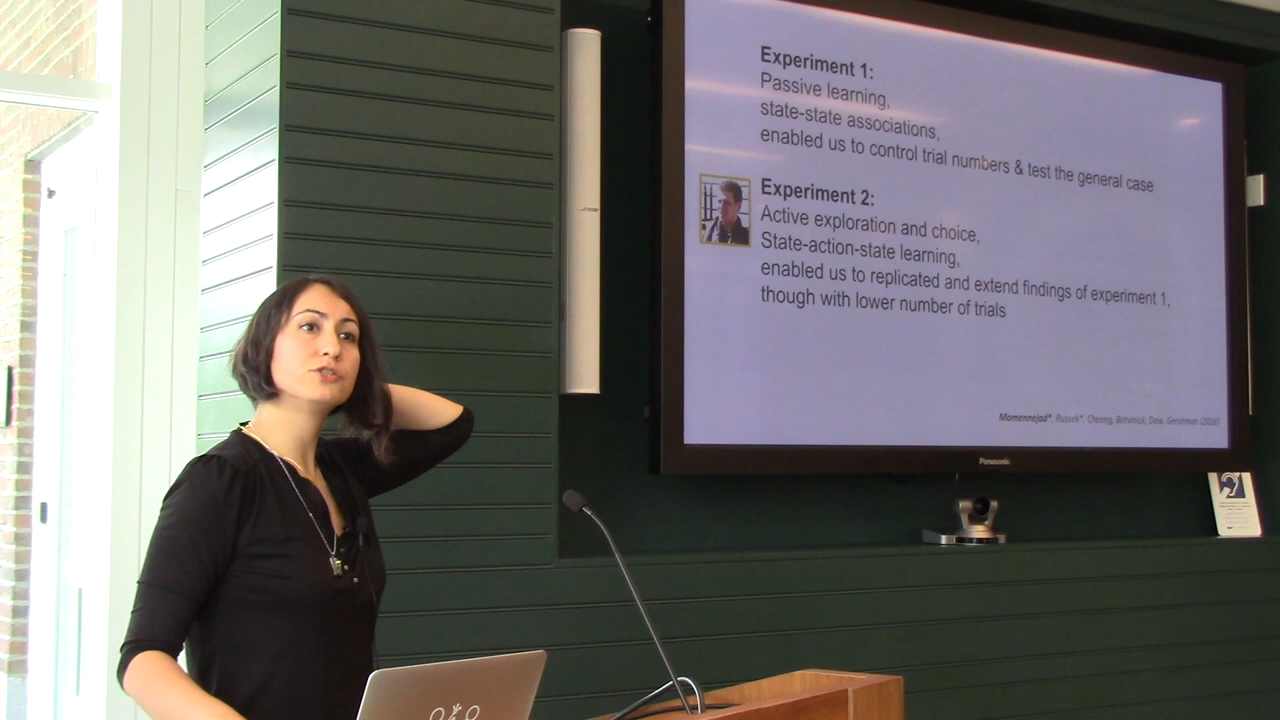 Experiment 1:
Passive learning,
state-state associations,
enabled us to control trial numbers & test the general case
Experiment 2:
Active exploration and choice,
State-action-state learning,
enabled us to replicated and extend findings of experiment 1,
though with lower number of trials
Momennejad*, Russek*, Cheong, Botvinick, Daw, Gershman (2016)
Panasonic